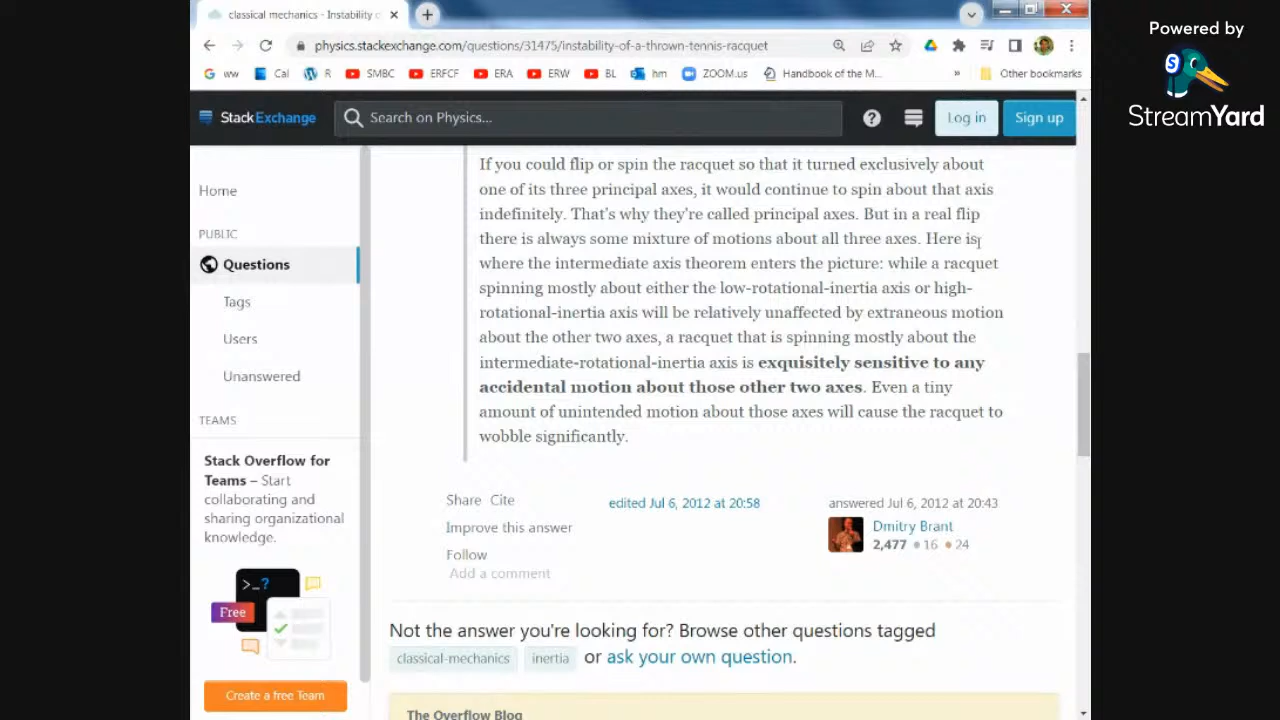 classical mechanics - Instability c
physics.stackexchange.com/questions/31475/instability-of-a-thrown-tennis-racquet
ww Cal R SMBC ERFCF ERA ERW BL hm ZOOM.us Handbook of the M... » Other bookmarks
StackExchange Search on Physics... Log in Sign up
Home
PUBLIC
Questions
Tags
Users
Unanswered
TEAMS
Stack Overflow for
Teams – Start
collaborating and
sharing organizational
knowledge.
>_?
Free
Create a free Team
If you could flip or spin the racquet so that it turned exclusively about
one of its three principal axes, it would continue to spin about that axis
indefinitely. That's why they're called principal axes. But in a real flip
there is always some mixture of motions about all three axes. Here is
where the intermediate axis theorem enters the picture: while a racquet
spinning mostly about either the low-rotational-inertia axis or high-
rotational-inertia axis will be relatively unaffected by extraneous motion
about the other two axes, a racquet that is spinning mostly about the
intermediate-rotational-inertia axis is exquisitely sensitive to any
accidental motion about those other two axes. Even a tiny
amount of unintended motion about those axes will cause the racquet to
wobble significantly.
Share Cite
Improve this answer
Follow
edited Jul 6, 2012 at 20:58
answered Jul 6, 2012 at 20:43
Dmitry Brant
2,477 16 24
Add a comment
Not the answer you're looking for? Browse other questions tagged
classical-mechanics inertia or ask your own question.
The Overflow Blog
Powered by
S
StreamYard